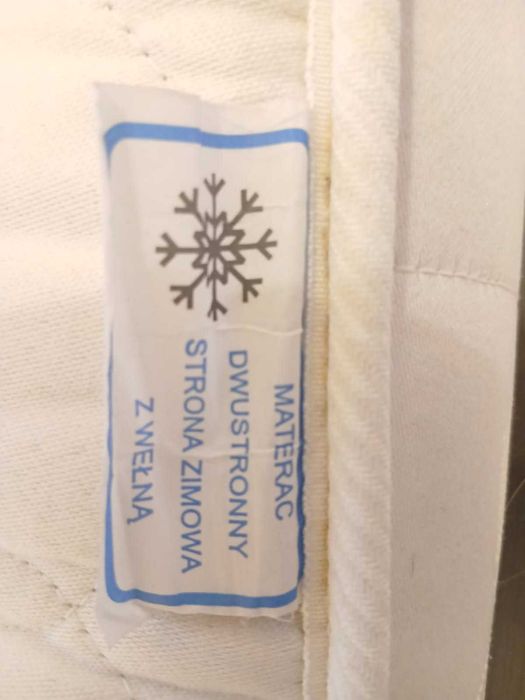 MATERAC
DWUSTRONNY
STRONA ZIMOWA
Z WEŁNĄ